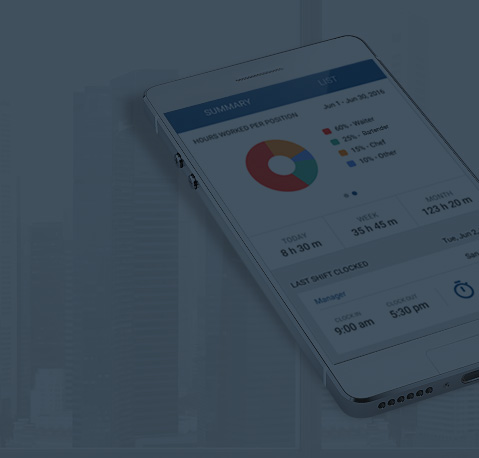 SUMMARY LIST
HOURS WORKED PER POSITION Jun 1 - Jun 30, 2016
60% - Waiter
25% - Bartender
15% - Chef
10% - Other
TODAY WEEK MONTH
8 h 30 m 35 h 45 m 123 h 20 m
LAST SHIFT CLOCKED Tue, Jun 2,
Manager
CLOCK IN CLOCK OUT
9:00 am 5:30 pm